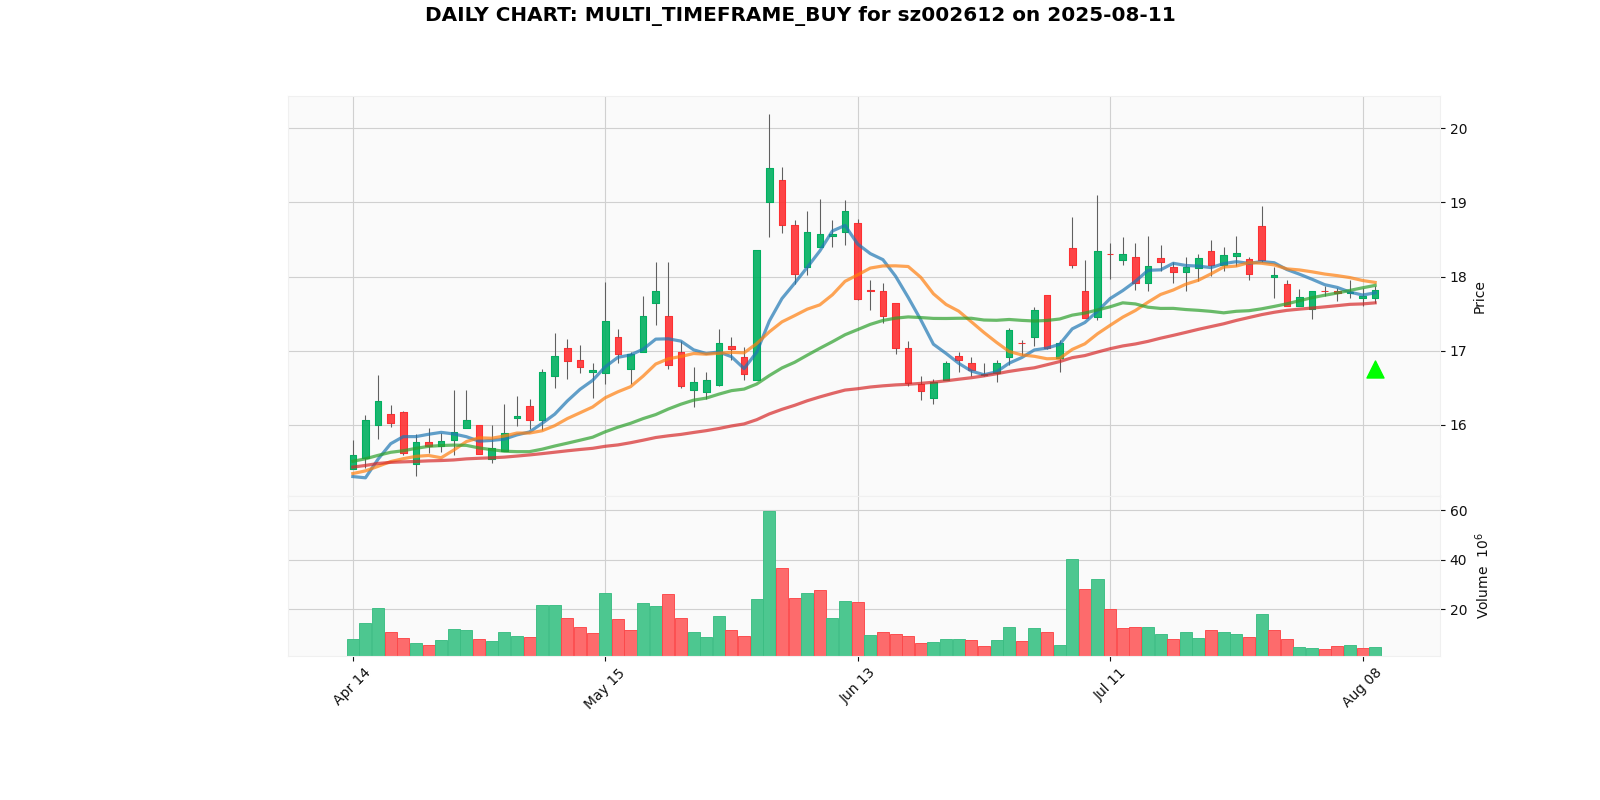 DAILY CHART: MULTI_TIMEFRAME_BUY for sz002612 on 2025-08-11
20
19
18
17
16
Price
60
40
20
Volume 10^6
Apr 14
May 15
Jun 13
Jul 11
Aug 08